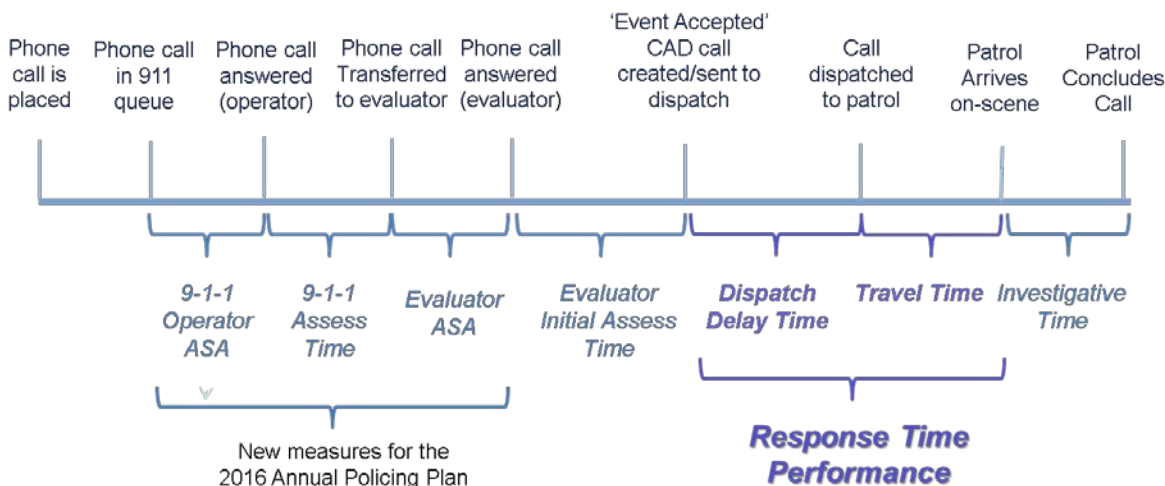 Phone
call is
placed
Phone call
in 911
queue
Phone call
answered
(operator)
Phone call
Transferred
to evaluator
Phone call
answered
(evaluator)
‘Event Accepted’
CAD call
created/sent to
dispatch
Call
dispatched
to patrol
Patrol
Arrives
on-scene
Patrol
Concludes
Call
9-1-1
Operator
ASA
9-1-1
Assess
Time
Evaluator
ASA
Evaluator
Initial Assess
Time
Dispatch
Delay Time
Travel Time
Investigative
Time
New measures for the
2016 Annual Policing Plan
Response Time
Performance